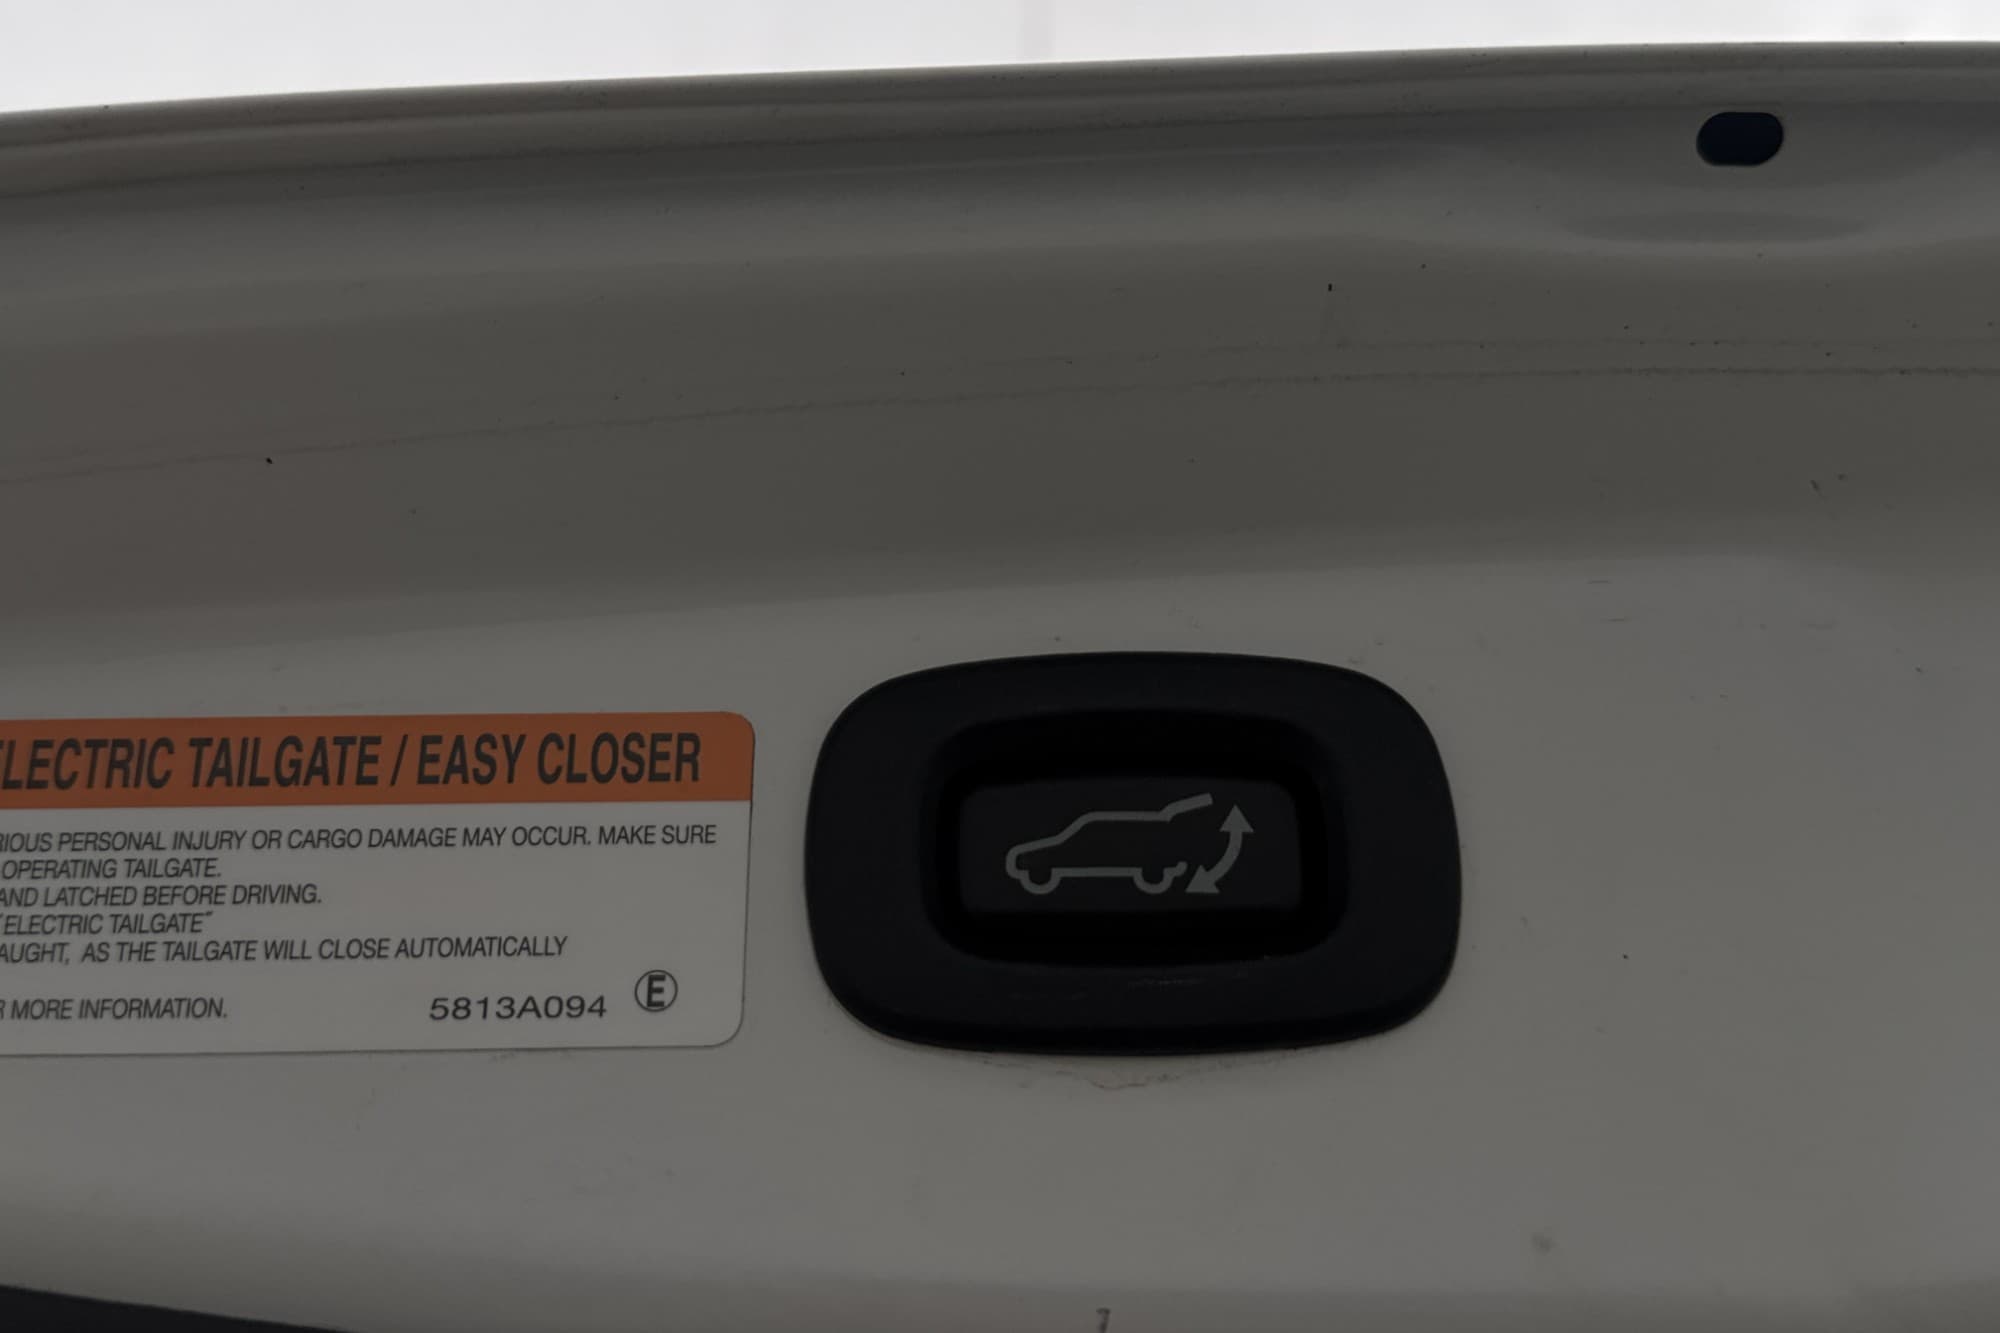 ELECTRIC TAILGATE / EASY CLOSER
RIOUS PERSONAL INJURY OR CARGO DAMAGE MAY OCCUR. MAKE SURE
OPERATING TAILGATE.
AND LATCHED BEFORE DRIVING.
"ELECTRIC TAILGATE"
AUGHT, AS THE TAILGATE WILL CLOSE AUTOMATICALLY
R MORE INFORMATION. 5813A094 E